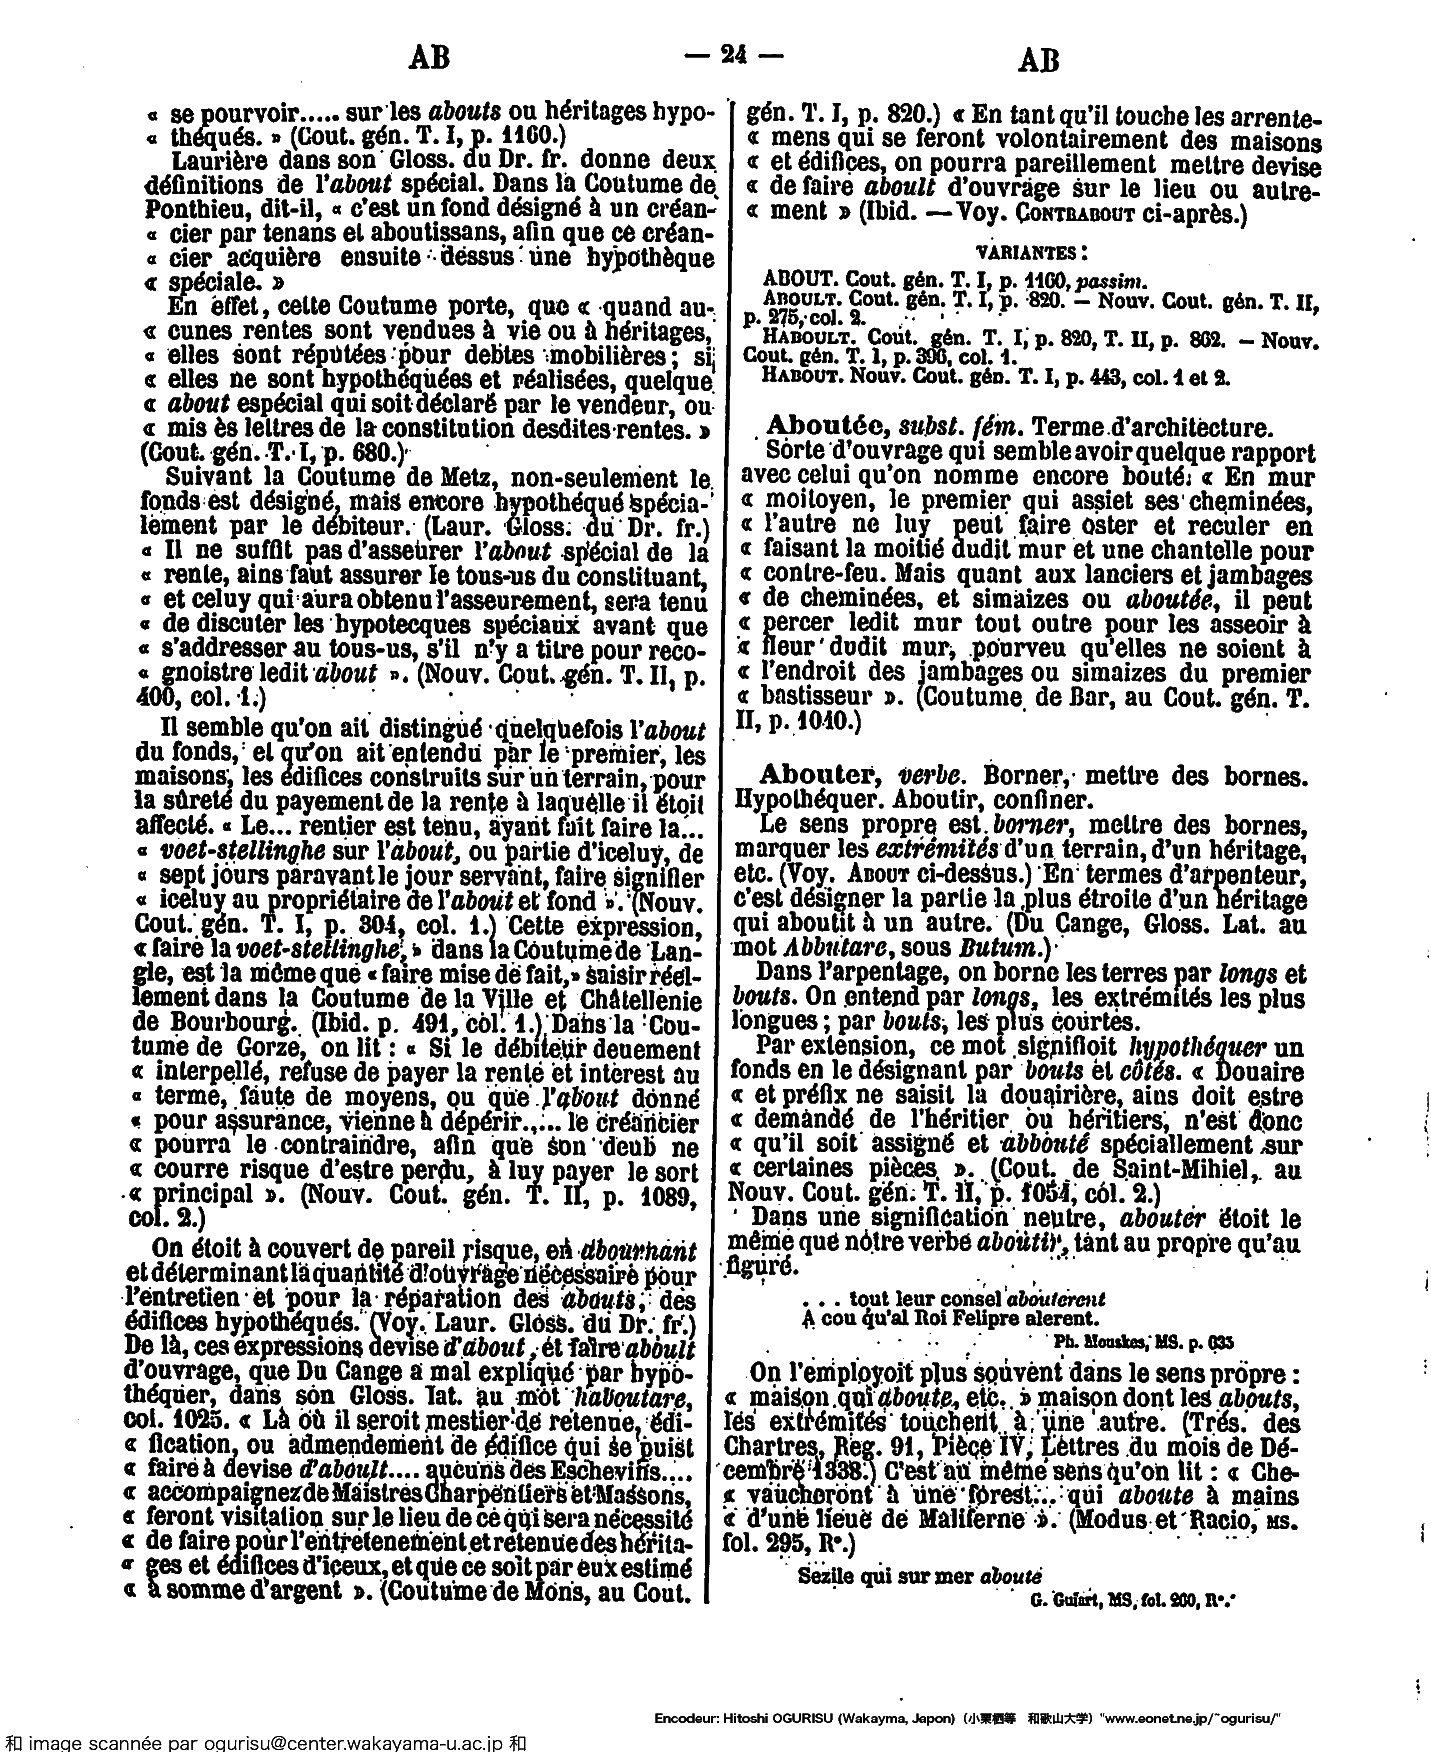 AB — 24 — AB
« se pourvoir..... sur les abouts ou héritages hypo-
« théqués. » (Cout. gén. T. I, p. 1160.)
Laurière dans son Gloss. du Dr. fr. donne deux
définitions de l'about spécial. Dans la Coutume de
Ponthieu, dit-il, « c'est un fond désigné à un créan-
« cier par tenans et aboutissans, afin que ce créan-
« cier acquière ensuite dessus une hypothèque
« spéciale. »
En effet, cette Coutume porte, que « quand au-
« cunes rentes sont vendues à vie ou à héritages,
« elles sont réputées pour debtes mobilières ; si
« elles ne sont hypothéquées et réalisées, quelque
« about espécial qui soit déclaré par le vendeur, ou
« mis ès lettres de la constitution desdites rentes. »
(Cout. gén. T. I, p. 680.)
Suivant la Coutume de Metz, non-seulement le
fonds est désigné, mais encore hypothéqué spécia-
lement par le débiteur. (Laur. Gloss. du Dr. fr.)
« Il ne suffit pas d'asseurer l'about spécial de la
« rente, ains faut assurer le tous-us du constituant,
« et celuy qui aura obtenu l'asseurement, sera tenu
« de discuter les hypotecques spéciaux avant que
« s'addresser au tous-us, s'il n'y a titre pour reco-
« gnoistre ledit about ». (Nouv. Cout. gén. T. II, p.
400, col. 1.)
Il semble qu'on ait distingué quelquefois l'about
du fonds, et qu'on ait entendu par le premier, les
maisons, les édifices construits sur un terrain, pour
la sûreté du payement de la rente à laquelle il étoit
affecté. « Le... rentier est tenu, ayant fait faire la...
« voet-stellinghe sur l'about, ou partie d'iceluy, de
« sept jours paravant le jour servant, faire signifier
« iceluy au propriétaire de l'about et fond ». (Nouv.
Cout. gén. T. I, p. 304, col. 1.) Cette expression,
« faire la voet-stellinghe, » dans la Coutume de Lan-
gle, est la même que « faire mise de fait, » saisir réel-
lement dans la Coutume de la Ville et Châtellenie
de Bourbourg. (Ibid. p. 491, col. 1.) Dans la Cou-
tume de Gorze, on lit : « Si le débiteur deuement
« interpellé, refuse de payer la rente et interest au
« terme, faute de moyens, ou que l'about donné
« pour assurance, vienne à dépérir..... le créancier
« pourra le contraindre, afin que son deub ne
« courre risque d'estre perdu, à luy payer le sort
« principal ». (Nouv. Cout. gén. T. II, p. 1089,
col. 2.)
On étoit à couvert de pareil risque, en abournant
et déterminant la quantité d'ouvrage nécessaire pour
l'entretien et pour la réparation des abouts, des
édifices hypothéqués. (Voy. Laur. Gloss. du Dr. fr.)
De là, ces expressions devise d'about, et faire aboult
d'ouvrage, que Du Cange a mal expliqué par hypo-
théquer, dans son Gloss. lat. au mot haboutare,
col. 1025. « Là où il seroit mestier de retenue, édi-
« fication, ou admendement de édifice qui se puist
« faire à devise d'aboult.... aucuns des Eschevins....
« accompaignez de Maistres Charpentiers et Massons,
« feront visitation sur le lieu de ce qui sera nécessité
« de faire pour l'entretenement et retenue des hérita-
« ges et édifices d'iceux, et que ce soit par eux estimé
« à somme d'argent ». (Coutume de Mons, au Cout.
gén. T. I, p. 820.) « En tant qu'il touche les arrente-
« mens qui se feront volontairement des maisons
« et édifices, on pourra pareillement mettre devise
« de faire aboult d'ouvrage sur le lieu ou autre-
« ment » (Ibid. — Voy. CONTRABOUT ci-après.)
VARIANTES :
ABOUT. Cout. gén. T. I, p. 1160, passim.
ABOULT. Cout. gén. T. I, p. 820. — Nouv. Cout. gén. T. II,
p. 275, col. 2.
HABOULT. Cout. gén. T. I, p. 820, T. II, p. 862. — Nouv.
Cout. gén. T. I, p. 396, col. 1.
HABOUT. Nouv. Cout. gén. T. I, p. 443, col. 1 et 2.
Aboutée, subst. fém. Terme d'architecture.
Sorte d'ouvrage qui semble avoir quelque rapport
avec celui qu'on nomme encore bouté. « En mur
« moitoyen, le premier qui assiet ses cheminées,
« l'autre ne luy peut faire oster et reculer en
« faisant la moitié dudit mur et une chantelle pour
« contre-feu. Mais quant aux lanciers et jambages
« de cheminées, et simaizes ou aboutée, il peut
« percer ledit mur tout outre pour les asseoir à
« fleur dudit mur, pourveu qu'elles ne soient à
« l'endroit des jambages ou simaizes du premier
« bastisseur ». (Coutume de Bar, au Cout. gén. T.
II, p. 1040.)
Abouter, verbe. Borner, mettre des bornes.
Hypothéquer. Aboutir, confiner.
Le sens propre est borner, mettre des bornes,
marquer les extrémités d'un terrain, d'un héritage,
etc. (Voy. ABOUT ci-dessus.) En termes d'arpenteur,
c'est désigner la partie la plus étroite d'un héritage
qui aboutit à un autre. (Du Cange, Gloss. Lat. au
mot Abbutare, sous Butum.)
Dans l'arpentage, on borne les terres par longs et
bouts. On entend par longs, les extrémités les plus
longues ; par bouts, les plus courtes.
Par extension, ce mot signifioit hypothéquer un
fonds en le désignant par bouts et côtés. « Douaire
« et préfix ne saisit la douairière, ains doit estre
« demandé de l'héritier ou héritiers, n'est donc
« qu'il soit assigné et abbouté spéciallement sur
« certaines pièces ». (Cout. de Saint-Mihiel, au
Nouv. Cout. gén. T. II, p. 1054, col. 2.)
Dans une signification neutre, abouter étoit le
même que nôtre verbe aboutir, tant au propre qu'au
figuré.
. . . tout leur consel abouterent
A cou qu'al Roi Felipre alerent.
Ph. Mouskes, MS. p. 635
On l'employoit plus souvent dans le sens propre :
« maison qui aboute, etc. » maison dont les abouts,
les extrémités touchent à une autre. (Trés. des
Chartres, Reg. 91, Pièce IV, Lettres du mois de Dé-
cembre 1338.) C'est au même sens qu'on lit : « Che-
« vaucheront à une forest... qui aboute à mains
« d'une lieue de Maliferne ». (Modus et Racio, MS.
fol. 295, R°.)
Sezile qui sur mer aboute
G. Guiart, MS. fol. 200, R°.
Encodeur: Hitoshi OGURISU (Wakayma, Japon) (小栗栖等 和歌山大学) "www.eonet.ne.jp/~ogurisu/"
和 image scannée par ogurisu@center.wakayama-u.ac.jp 和